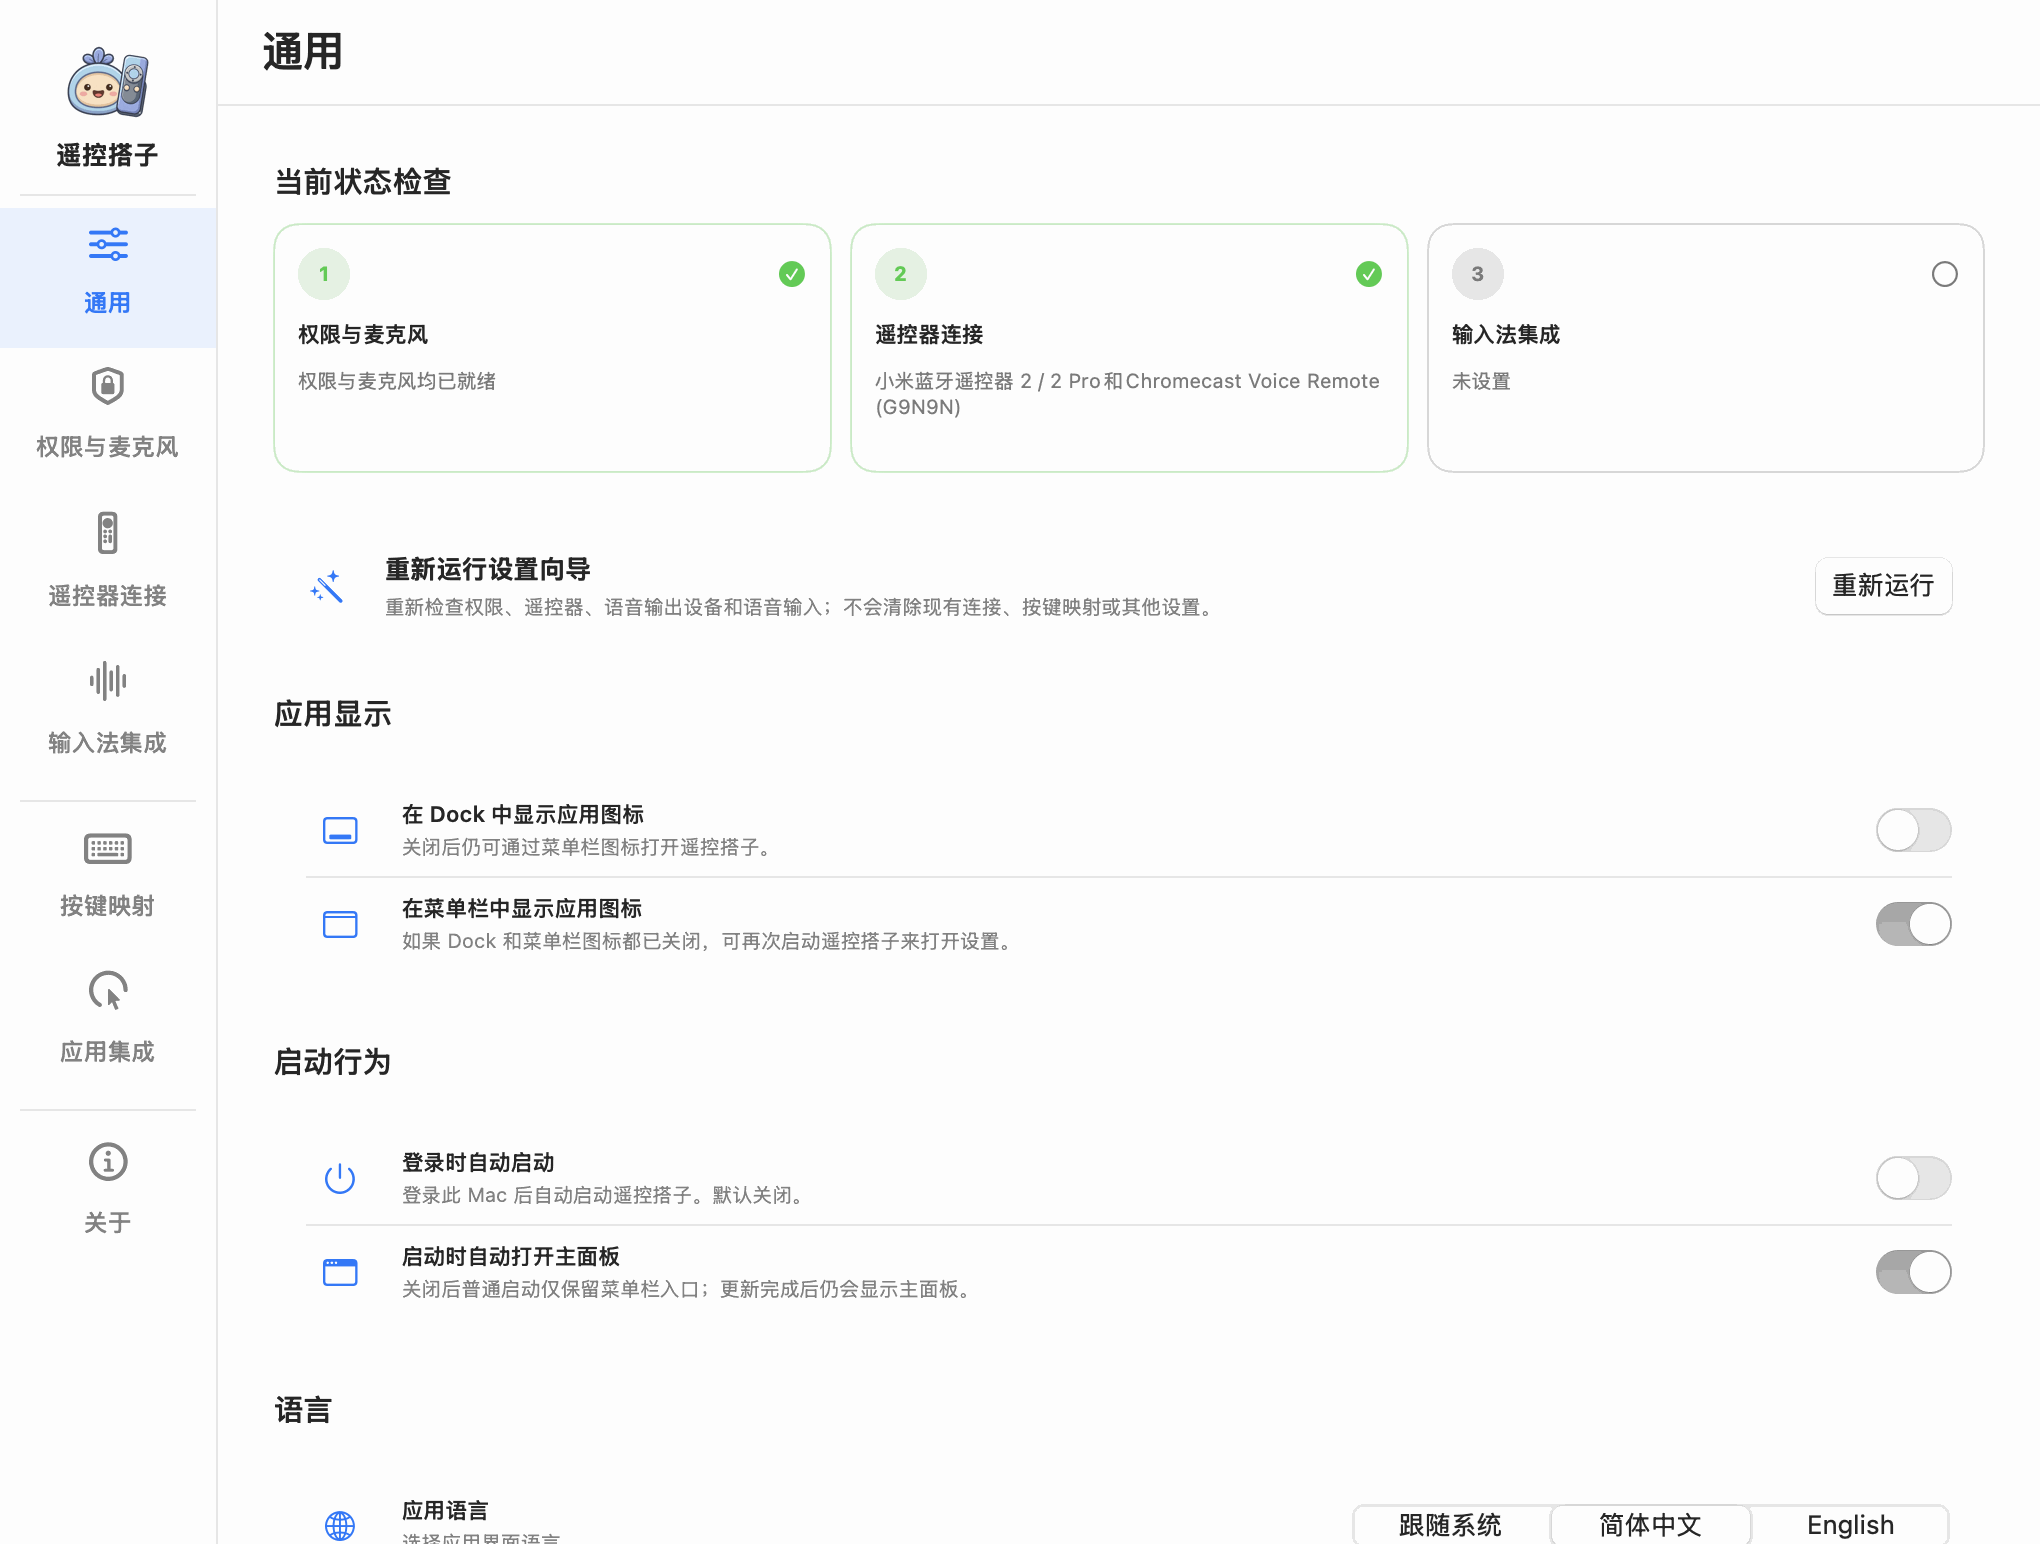 遥控搭子
通用
权限与麦克风
遥控器连接
输入法集成
按键映射
应用集成
关于
通用
当前状态检查
1
权限与麦克风
权限与麦克风均已就绪
2
遥控器连接
小米蓝牙遥控器 2 / 2 Pro和Chromecast Voice Remote
(G9N9N)
3
输入法集成
未设置
重新运行设置向导
重新检查权限、遥控器、语音输出设备和语音输入；不会清除现有连接、按键映射或其他设置。
重新运行
应用显示
在 Dock 中显示应用图标
关闭后仍可通过菜单栏图标打开遥控搭子。
在菜单栏中显示应用图标
如果 Dock 和菜单栏图标都已关闭，可再次启动遥控搭子来打开设置。
启动行为
登录时自动启动
登录此 Mac 后自动启动遥控搭子。默认关闭。
启动时自动打开主面板
关闭后普通启动仅保留菜单栏入口；更新完成后仍会显示主面板。
语言
应用语言
选择应用界面语言
跟随系统
简体中文
English